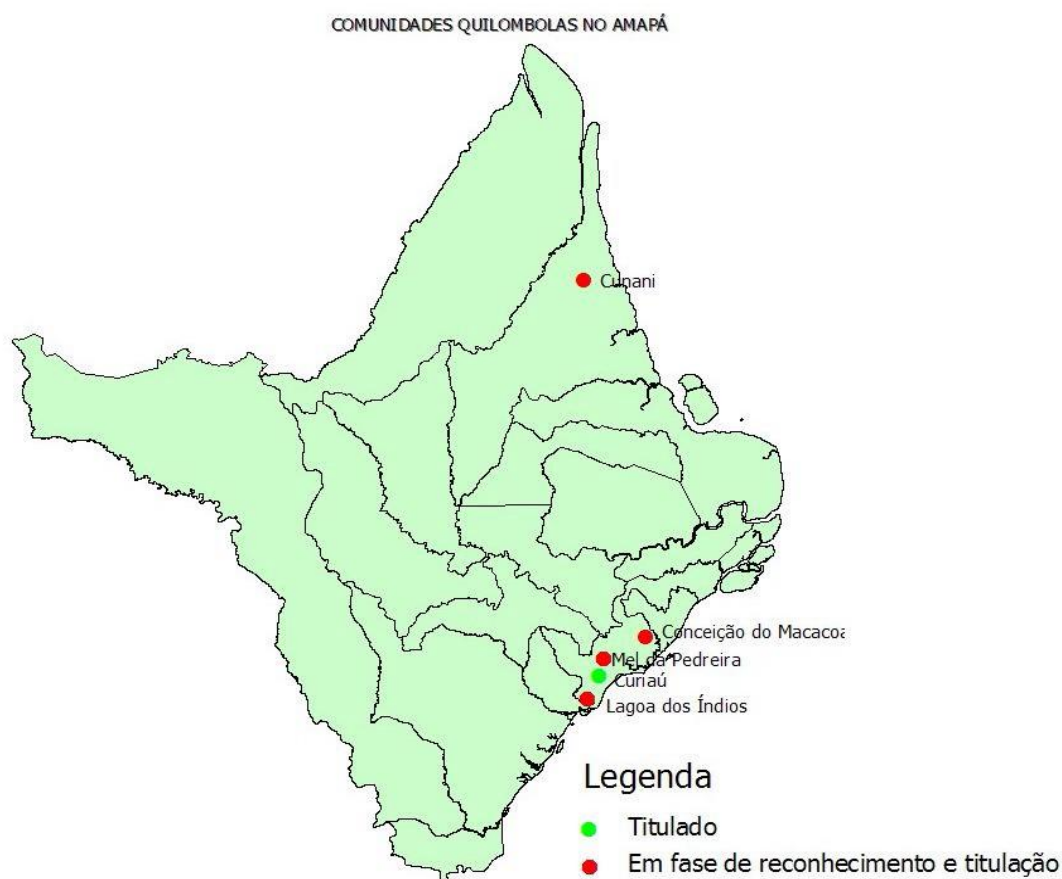 COMUNIDADES QUILOMBOLAS NO AMAPÁ
Cunani
Conceição do Macacoa
Mel da Pedreira
Curiaú
Lagoa dos Índios
Legenda
Titulado
Em fase de reconhecimento e titulação